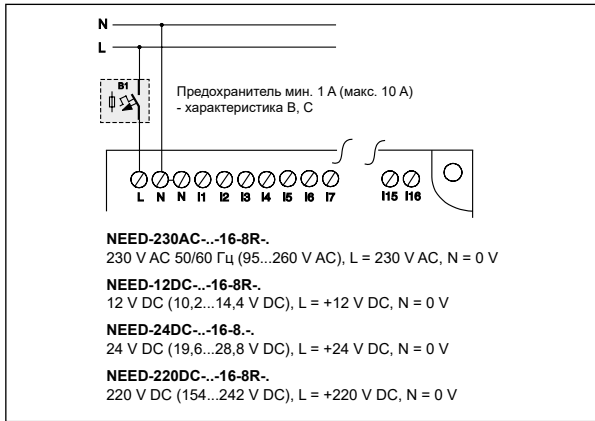 N
L
B1
Предохранитель мин. 1 A (макс. 10 A)
- характеристика B, C
L N N I1 I2 I3 I4 I5 I6 I7 I15 I16
NEED-230AC-..-16-8R-.
230 V AC 50/60 Гц (95...260 V AC), L = 230 V AC, N = 0 V
NEED-12DC-..-16-8R-.
12 V DC (10,2...14,4 V DC), L = +12 V DC, N = 0 V
NEED-24DC-..-16-8.-.
24 V DC (19,6...28,8 V DC), L = +24 V DC, N = 0 V
NEED-220DC-..-16-8R-.
220 V DC (154...242 V DC), L = +220 V DC, N = 0 V